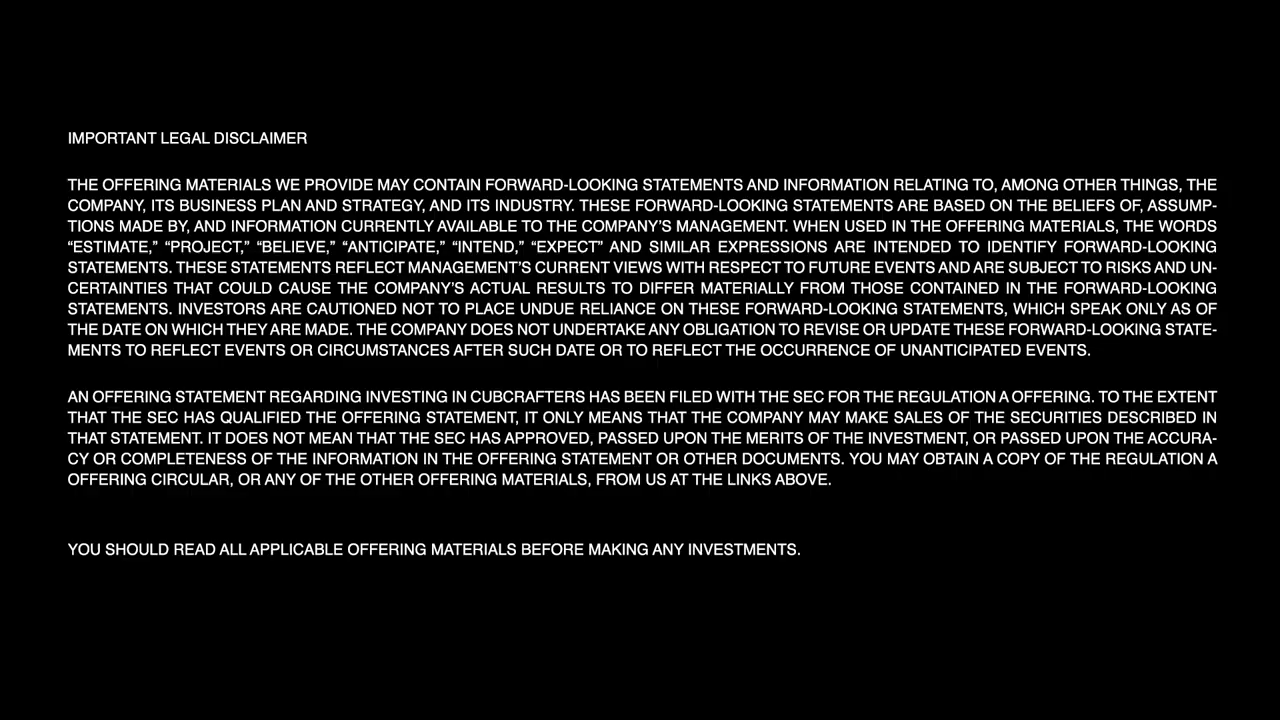 IMPORTANT LEGAL DISCLAIMER
THE OFFERING MATERIALS WE PROVIDE MAY CONTAIN FORWARD-LOOKING STATEMENTS AND INFORMATION RELATING TO, AMONG OTHER THINGS, THE
COMPANY, ITS BUSINESS PLAN AND STRATEGY, AND ITS INDUSTRY. THESE FORWARD-LOOKING STATEMENTS ARE BASED ON THE BELIEFS OF, ASSUMP-
TIONS MADE BY, AND INFORMATION CURRENTLY AVAILABLE TO THE COMPANY’S MANAGEMENT. WHEN USED IN THE OFFERING MATERIALS, THE WORDS
“ESTIMATE,” “PROJECT,” “BELIEVE,” “ANTICIPATE,” “INTEND,” “EXPECT” AND SIMILAR EXPRESSIONS ARE INTENDED TO IDENTIFY FORWARD-LOOKING
STATEMENTS. THESE STATEMENTS REFLECT MANAGEMENT’S CURRENT VIEWS WITH RESPECT TO FUTURE EVENTS AND ARE SUBJECT TO RISKS AND UN-
CERTAINTIES THAT COULD CAUSE THE COMPANY’S ACTUAL RESULTS TO DIFFER MATERIALLY FROM THOSE CONTAINED IN THE FORWARD-LOOKING
STATEMENTS. INVESTORS ARE CAUTIONED NOT TO PLACE UNDUE RELIANCE ON THESE FORWARD-LOOKING STATEMENTS, WHICH SPEAK ONLY AS OF
THE DATE ON WHICH THEY ARE MADE. THE COMPANY DOES NOT UNDERTAKE ANY OBLIGATION TO REVISE OR UPDATE THESE FORWARD-LOOKING STATE-
MENTS TO REFLECT EVENTS OR CIRCUMSTANCES AFTER SUCH DATE OR TO REFLECT THE OCCURRENCE OF UNANTICIPATED EVENTS.
AN OFFERING STATEMENT REGARDING INVESTING IN CUBCRAFTERS HAS BEEN FILED WITH THE SEC FOR THE REGULATION A OFFERING. TO THE EXTENT
THAT THE SEC HAS QUALIFIED THE OFFERING STATEMENT, IT ONLY MEANS THAT THE COMPANY MAY MAKE SALES OF THE SECURITIES DESCRIBED IN
THAT STATEMENT. IT DOES NOT MEAN THAT THE SEC HAS APPROVED, PASSED UPON THE MERITS OF THE INVESTMENT, OR PASSED UPON THE ACCURA-
CY OR COMPLETENESS OF THE INFORMATION IN THE OFFERING STATEMENT OR OTHER DOCUMENTS. YOU MAY OBTAIN A COPY OF THE REGULATION A
OFFERING CIRCULAR, OR ANY OF THE OTHER OFFERING MATERIALS, FROM US AT THE LINKS ABOVE.
YOU SHOULD READ ALL APPLICABLE OFFERING MATERIALS BEFORE MAKING ANY INVESTMENTS.